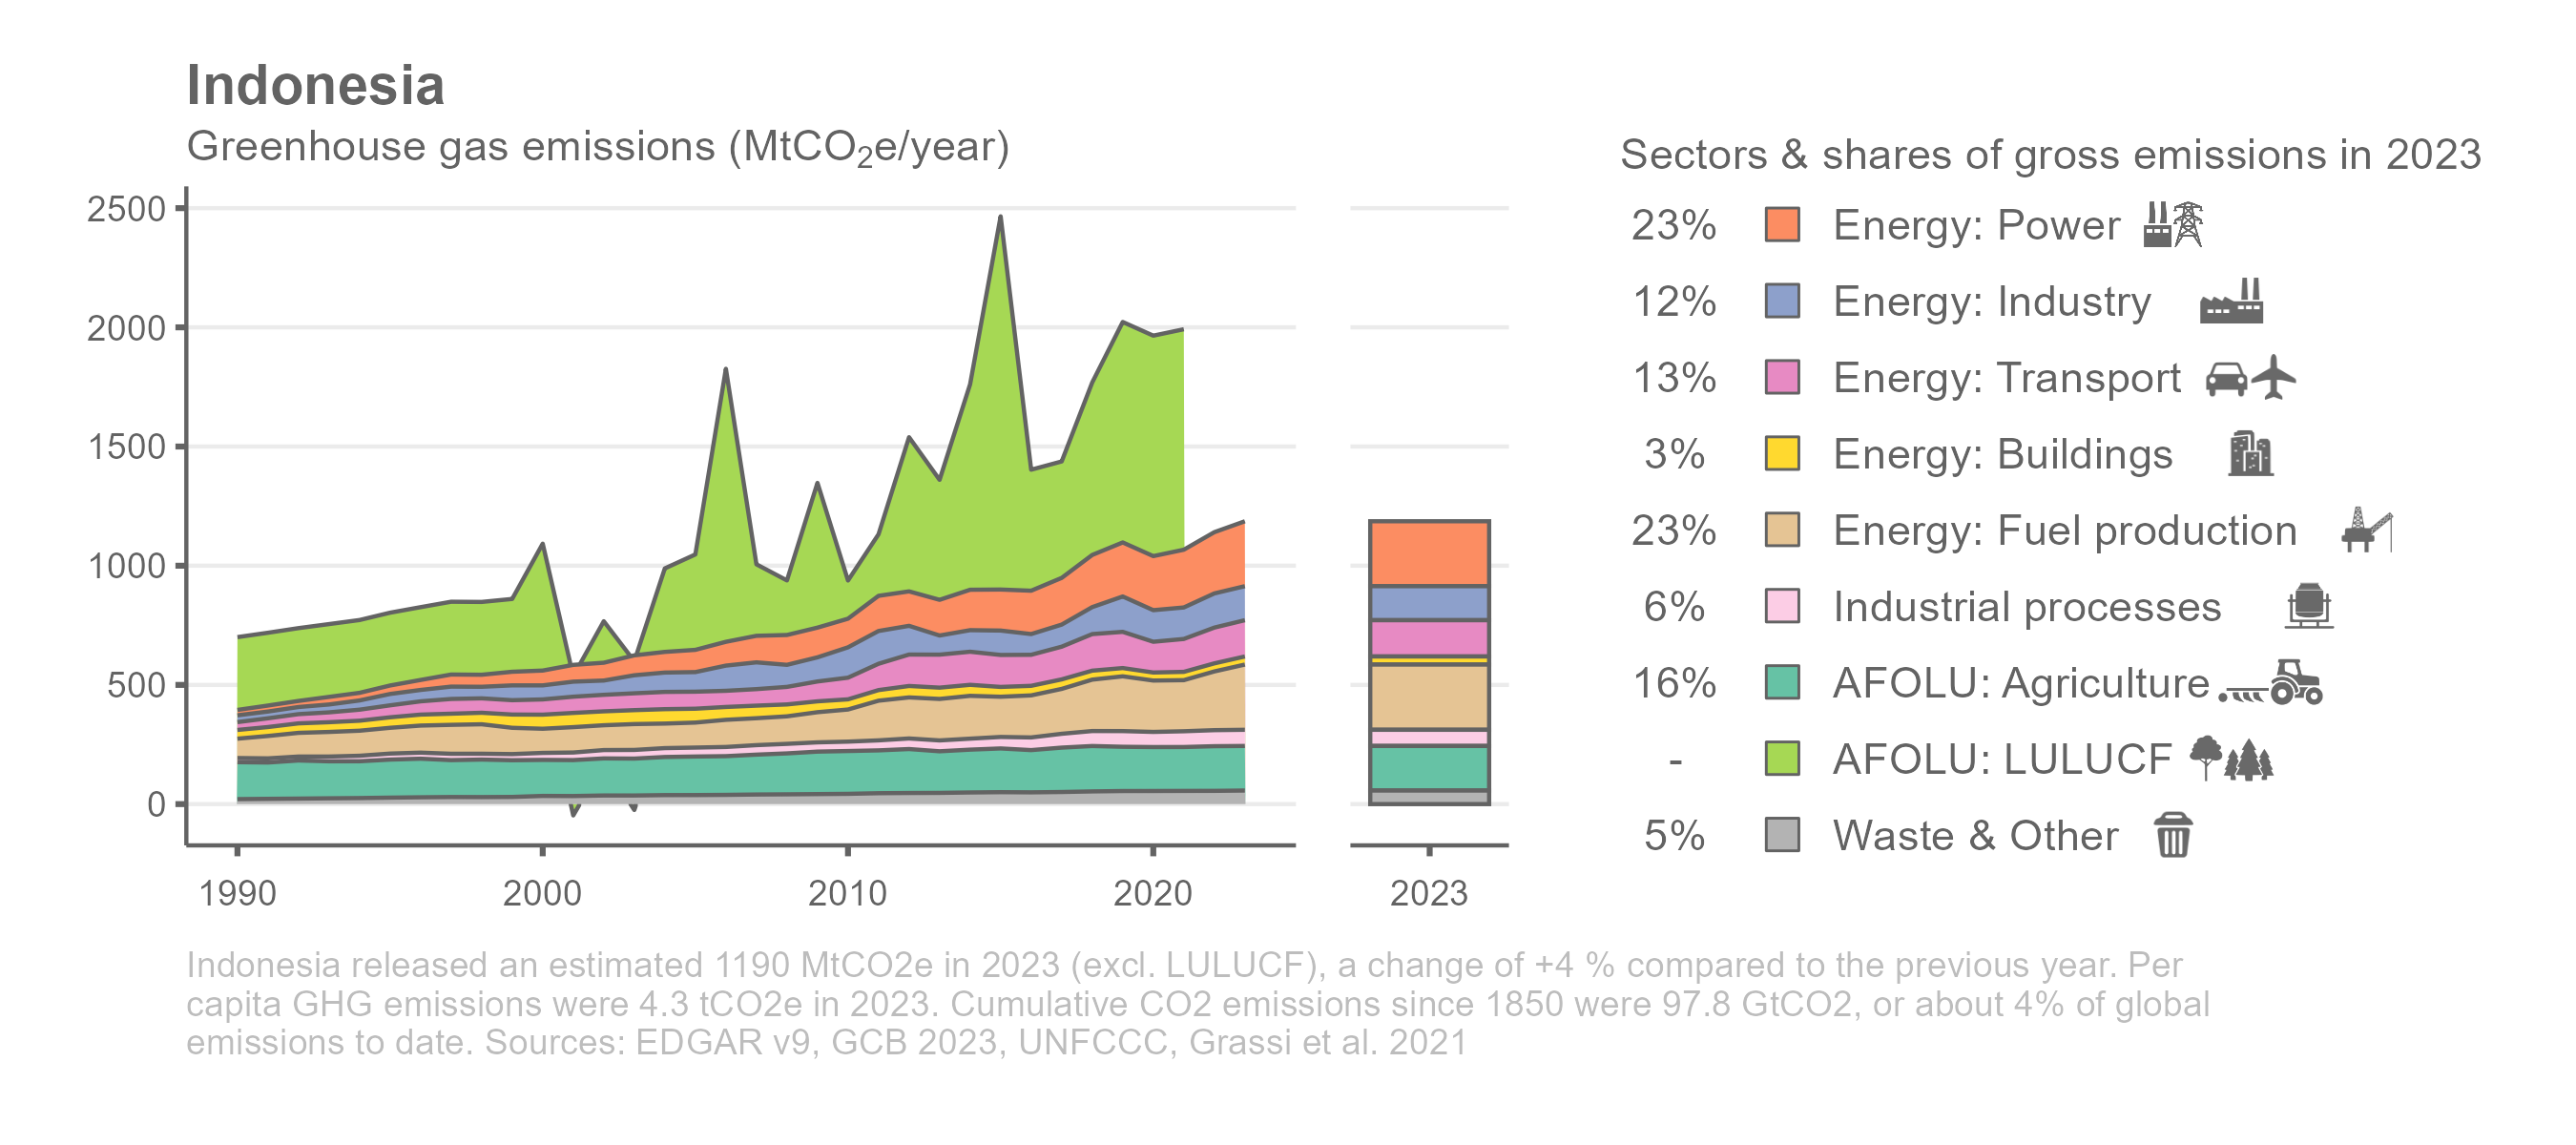 Indonesia
Greenhouse gas emissions (MtCO₂e/year)
2500
2000
1500
1000
500
0
1990 2000 2010 2020 2023
Sectors & shares of gross emissions in 2023
23% Energy: Power
12% Energy: Industry
13% Energy: Transport
3% Energy: Buildings
23% Energy: Fuel production
6% Industrial processes
16% AFOLU: Agriculture
- AFOLU: LULUCF
5% Waste & Other
Indonesia released an estimated 1190 MtCO2e in 2023 (excl. LULUCF), a change of +4 % compared to the previous year. Per
capita GHG emissions were 4.3 tCO2e in 2023. Cumulative CO2 emissions since 1850 were 97.8 GtCO2, or about 4% of global
emissions to date. Sources: EDGAR v9, GCB 2023, UNFCCC, Grassi et al. 2021